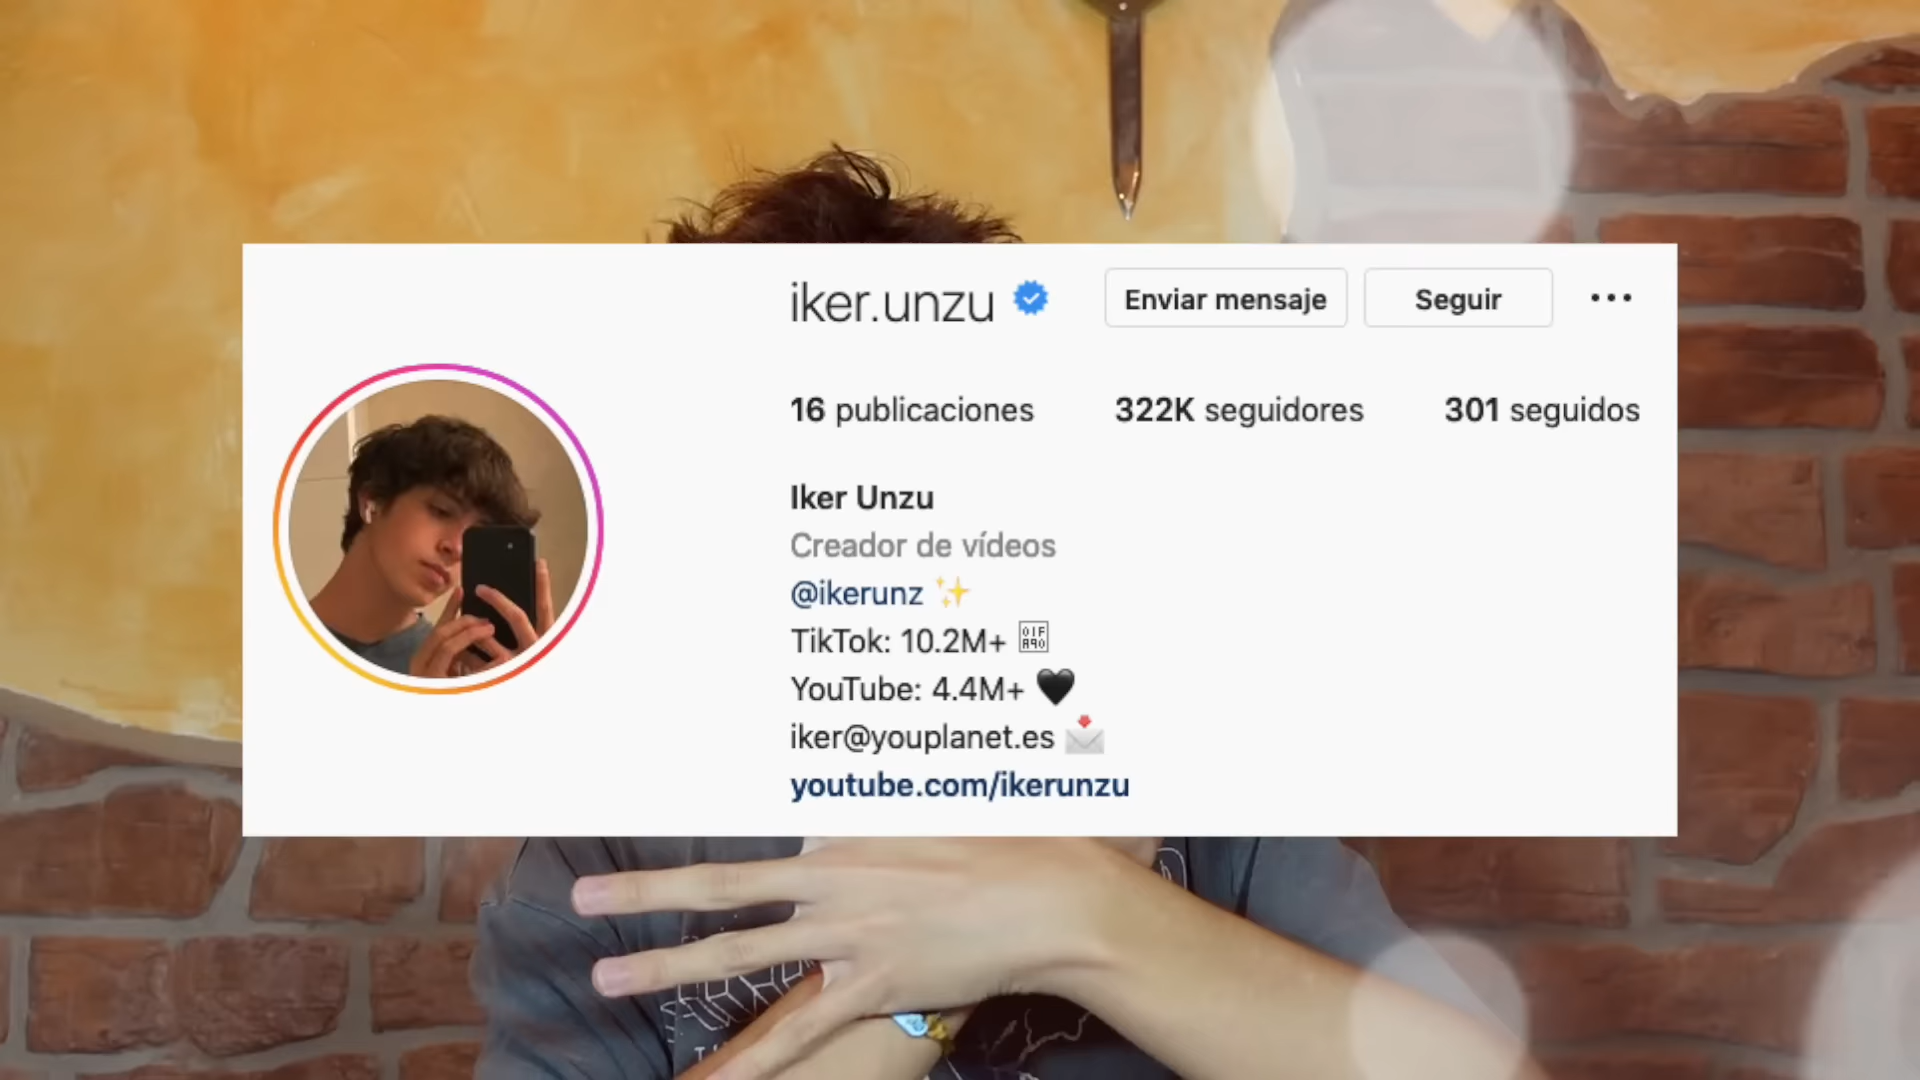 iker.unzu
Enviar mensaje
Seguir
16 publicaciones
322K seguidores
301 seguidos
Iker Unzu
Creador de vídeos
@ikerunz ✨
TikTok: 10.2M+
YouTube: 4.4M+ 🖤
iker@youplanet.es 📩
youtube.com/ikerunzu